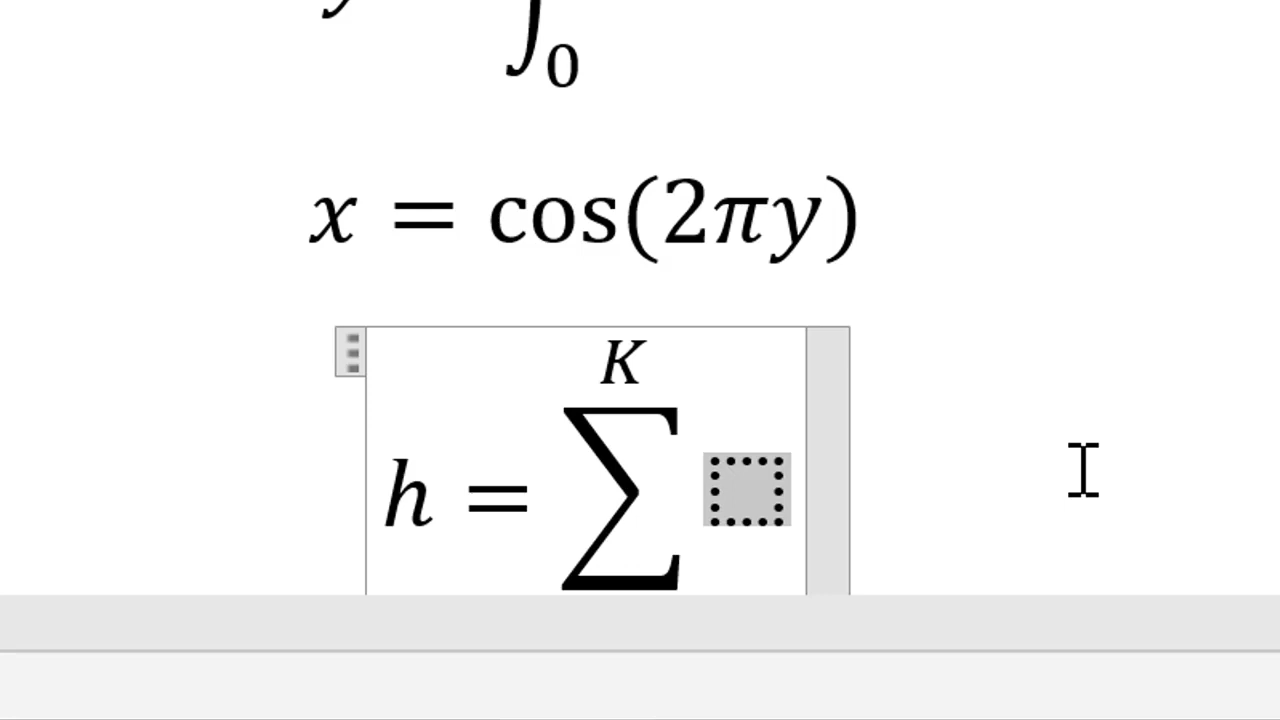 ∫₀
x = cos(2πy)
K
h = ∑